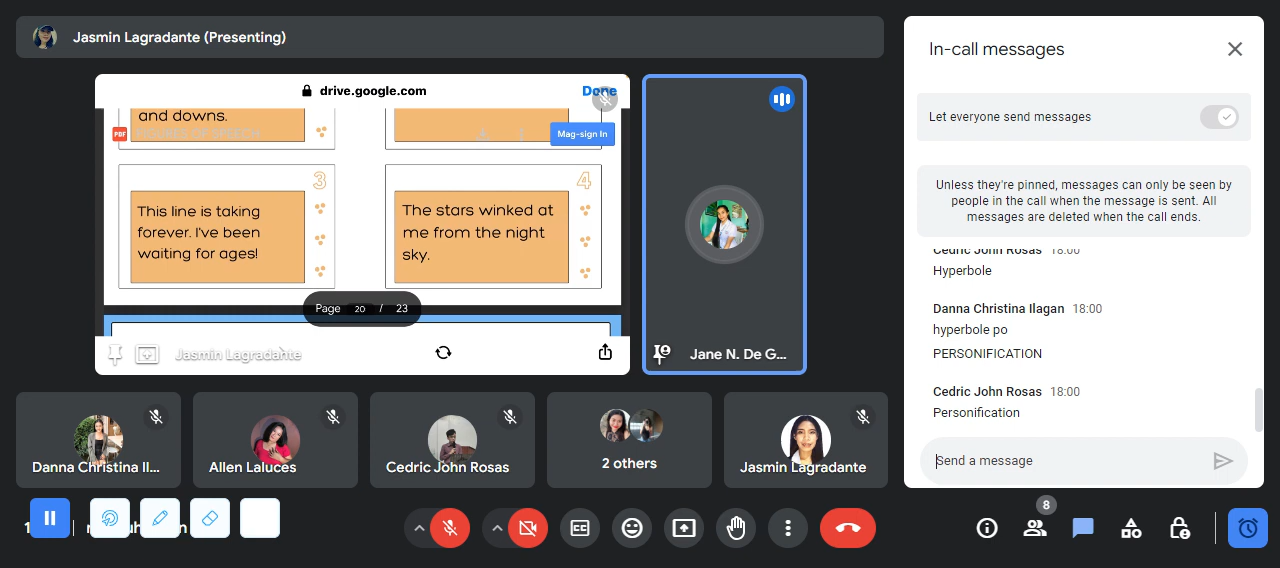 Jasmin Lagradante (Presenting)
drive.google.com
Done
and downs.
PDF
FIGURES OF SPEECH
Mag-sign In
3
This line is taking
forever. I've been
waiting for ages!
4
The stars winked at
me from the night
sky.
Page 20 / 23
Jasmin Lagradante
Jane N. De G...
Danna Christina Il...
Allen Laluces
Cedric John Rosas
2 others
Jasmin Lagradante
In-call messages
Let everyone send messages
Unless they're pinned, messages can only be seen by
people in the call when the message is sent. All
messages are deleted when the call ends.
Cedric John Rosas 18:00
Hyperbole
Danna Christina Ilagan 18:00
hyperbole po
PERSONIFICATION
Cedric John Rosas 18:00
Personification
Send a message
8